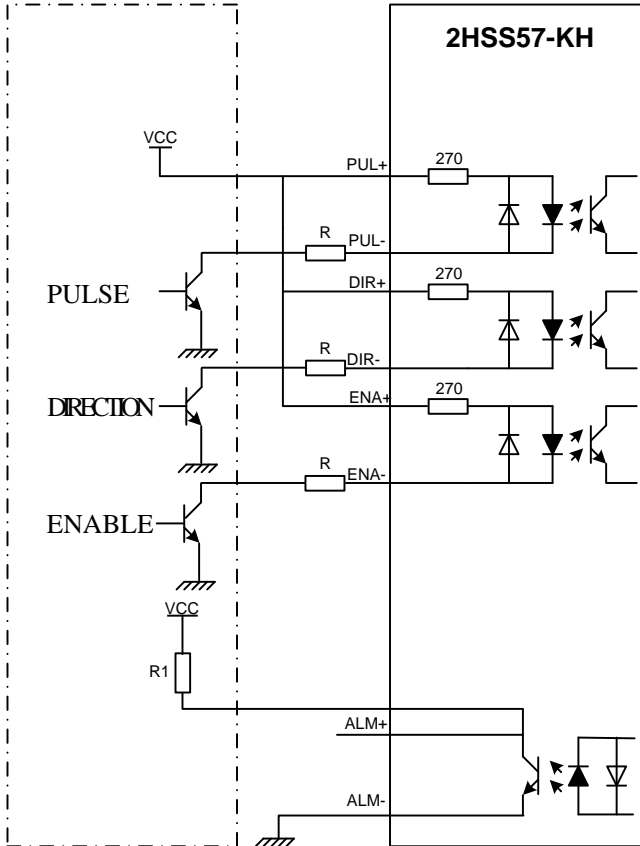 2HSS57-KH
VCC
PUL+
270
R
PUL-
PULSE
DIR+
270
R
DIR-
DIRECTION
ENA+
270
R
ENA-
ENABLE
VCC
R1
ALM+
ALM-